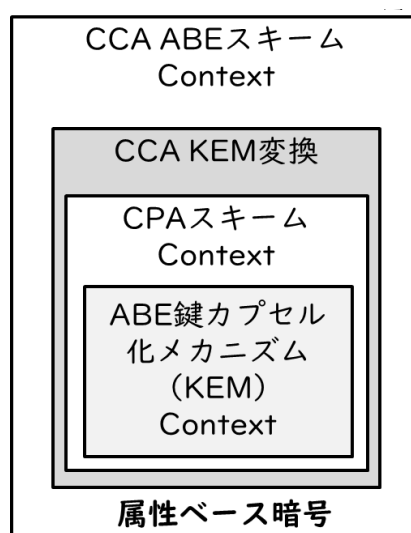 CCA ABEスキーム
Context
CCA KEM変換
CPAスキーム
Context
ABE鍵カプセル
化メカニズム
（KEM）
Context
属性ベース暗号